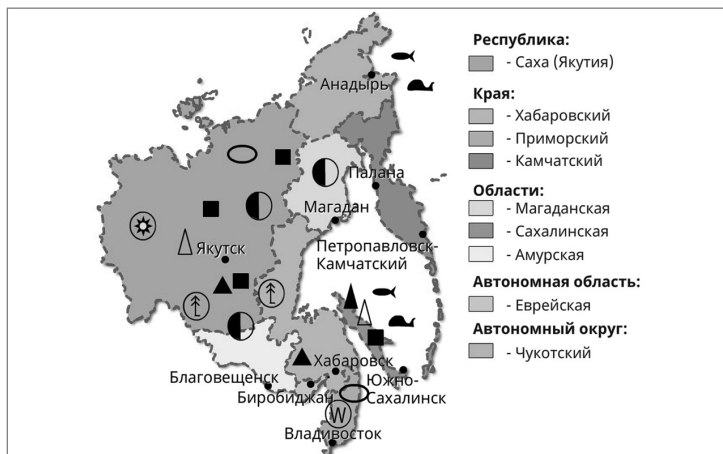 Анадырь
Палана
Магадан
Петропавловск-
Камчатский
Якутск
Хабаровск
Благовещенск
Биробиджан
Южно-
Сахалинск
W
Владивосток
Республика:
- Саха (Якутия)
Края:
- Хабаровский
- Приморский
- Камчатский
Области:
- Магаданская
- Сахалинская
- Амурская
Автономная область:
- Еврейская
Автономный округ:
- Чукотский